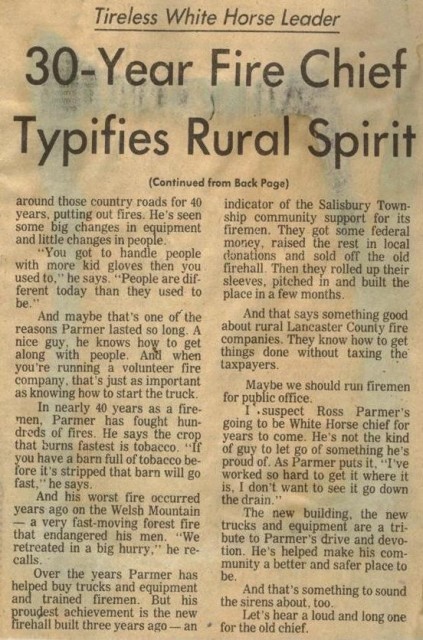 Tireless White Horse Leader
30-Year Fire Chief
Typifies Rural Spirit
(Continued from Back Page)
around those country roads for 40
years, putting out fires. He's seen
some big changes in equipment
and little changes in people.
"You got to handle people
with more kid gloves then you
used to," he says. "People are dif-
ferent today than they used to
be."
And maybe that's one of the
reasons Parmer lasted so long. A
nice guy, he knows how to get
along with people. And when
you're running a volunteer fire
company, that's just as important
as knowing how to start the truck.
In nearly 40 years as a fire-
men, Parmer has fought hun-
dreds of fires. He says the crop
that burns fastest is tobacco. "If
you have a barn full of tobacco be-
fore it's stripped that barn will go
fast," he says.
And his worst fire occurred
years ago on the Welsh Mountain
— a very fast-moving forest fire
that endangered his men. "We
retreated in a big hurry," he re-
calls.
Over the years Parmer has
helped buy trucks and equipment
and trained firemen. But his
proudest achievement is the new
firehall built three years ago — an
indicator of the Salisbury Town-
ship community support for its
firemen. They got some federal
money, raised the rest in local
donations and sold off the old
firehall. Then they rolled up their
sleeves, pitched in and built the
place in a few months.
And that says something good
about rural Lancaster County fire
companies. They know how to get
things done without taxing the
taxpayers.
Maybe we should run firemen
for public office.
I suspect Ross Parmer's
going to be White Horse chief for
years to come. He's not the kind
of guy to let go of something he's
proud of. As Parmer puts it, "I've
worked so hard to get it where it
is, I don't want to see it go down
the drain."
The new building, the new
trucks and equipment are a tri-
bute to Parmer's drive and devo-
tion. He's helped make his com-
munity a better and safer place to
be.
And that's something to sound
the sirens about, too.
Let's hear a loud and long one
for the old chief.